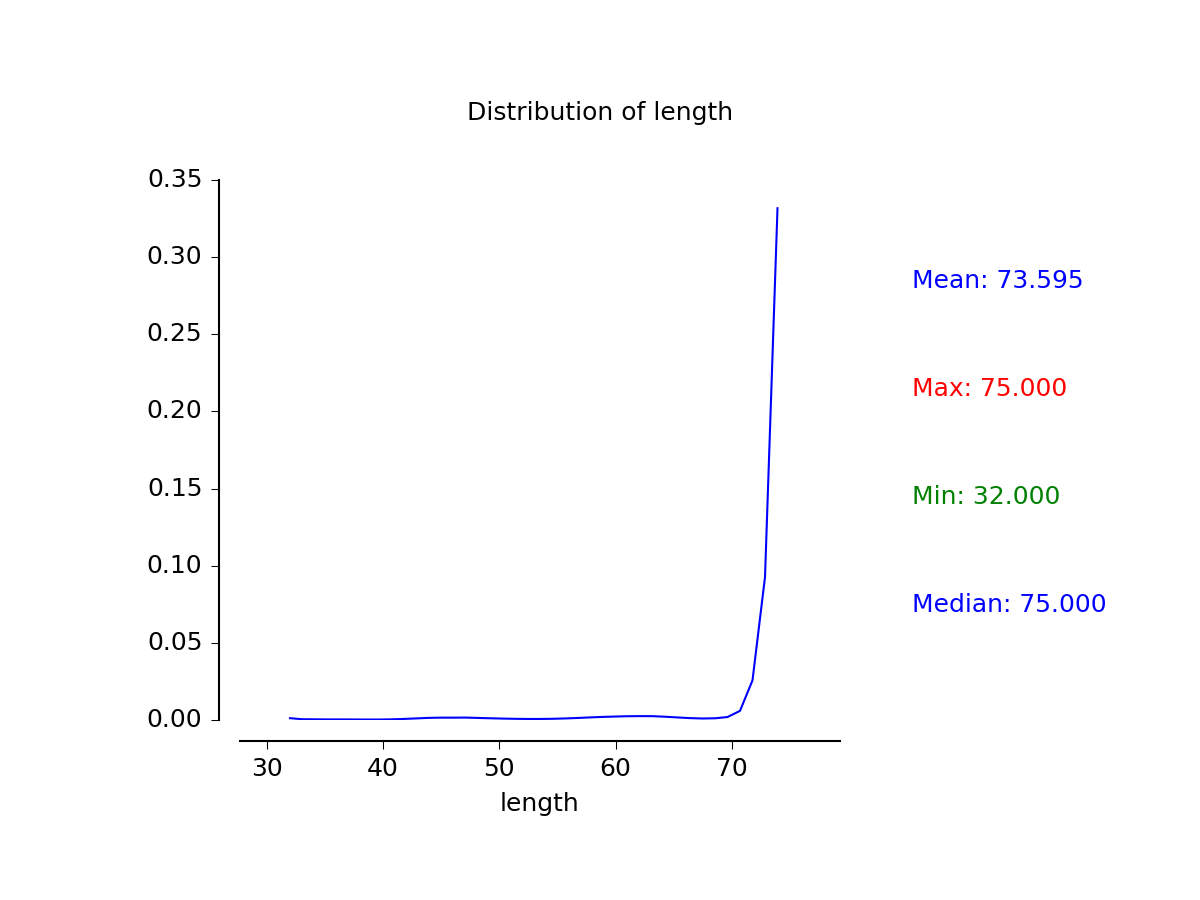 Distribution of length
0.35
0.30
0.25
0.20
0.15
0.10
0.05
0.00
30 40 50 60 70
length
Mean: 73.595
Max: 75.000
Min: 32.000
Median: 75.000